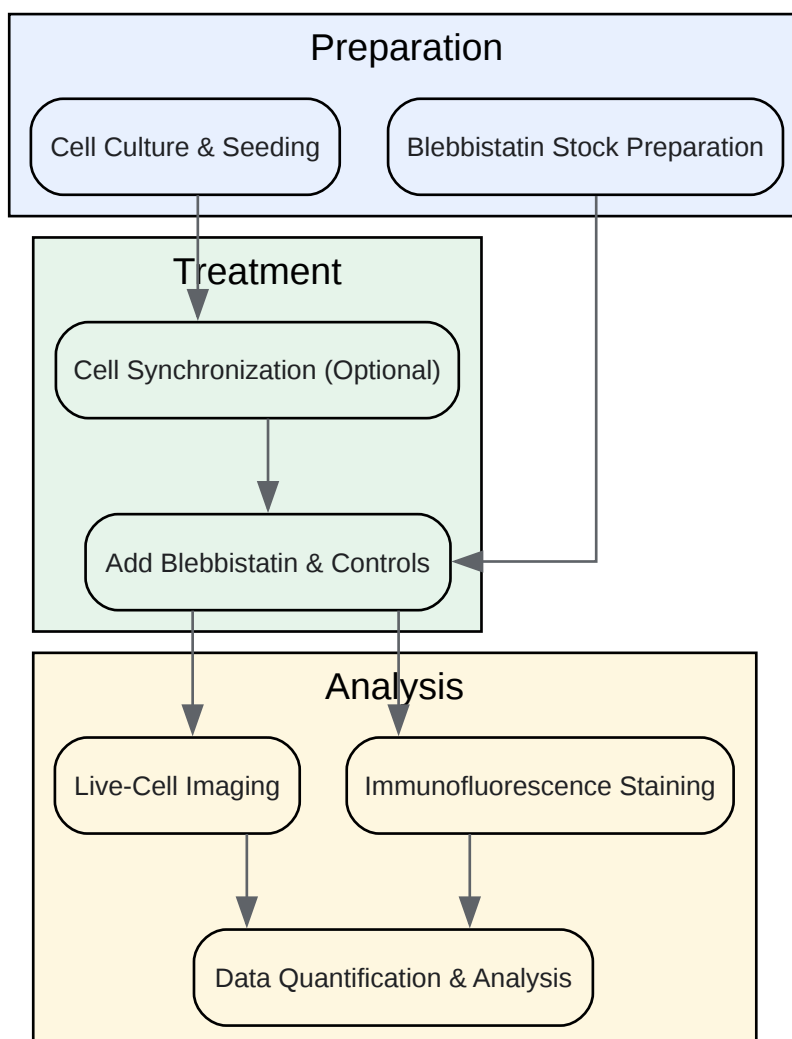 Preparation
Cell Culture & Seeding
Blebbistatin Stock Preparation
Treatment
Cell Synchronization (Optional)
Add Blebbistatin & Controls
Analysis
Live-Cell Imaging
Immunofluorescence Staining
Data Quantification & Analysis